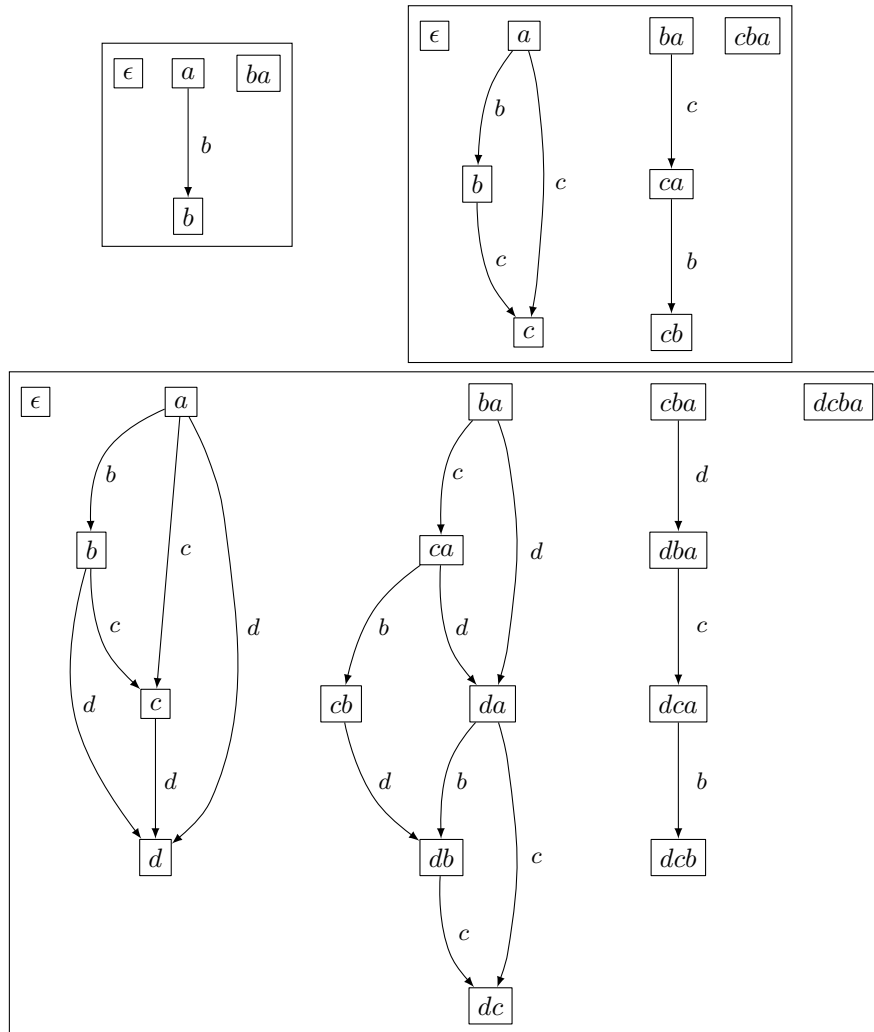 ϵ a ba
b
b
ϵ a ba cba
b c
c
b ca
c b
c cb
ϵ a ba cba dcba
b c d
c d d
b ca dba
c d b d c
d
c cb da dca
d d b b
c
d db dcb
c
dc